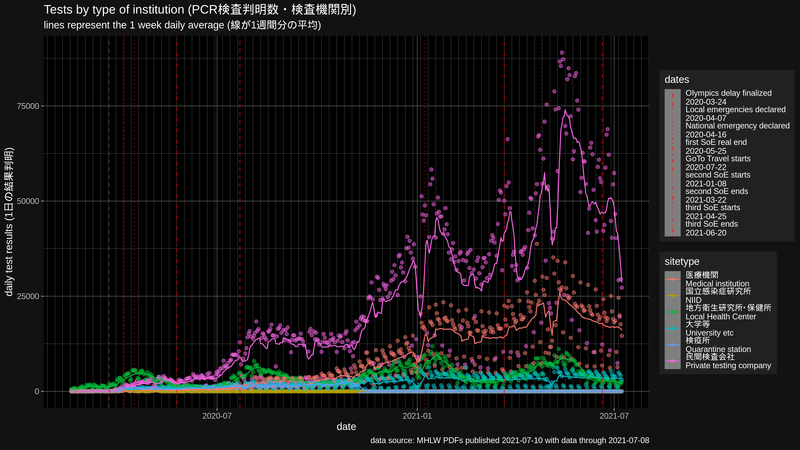 Tests by type of institution (PCR検査判明数・検査機関別)
lines represent the 1 week daily average (線が1週間分の平均)
daily test results (1日の結果判明)
75000
50000
25000
0
2020-07
2021-01
2021-07
date
dates
Olympics delay finalized
2020-03-24
Local emergencies declared
2020-04-07
National emergency declared
2020-04-16
first SoE real end
2020-05-25
GoTo Travel starts
2020-07-22
second SoE starts
2021-01-08
second SoE ends
2021-03-22
third SoE starts
2021-04-25
third SoE ends
2021-06-20
sitetype
医療機関
Medical institution
国立感染症研究所
NIID
地方衛生研究所・保健所
Local Health Center
大学等
University etc
検疫所
Quarantine station
民間検査会社
Private testing company
data source: MHLW PDFs published 2021-07-10 with data through 2021-07-08